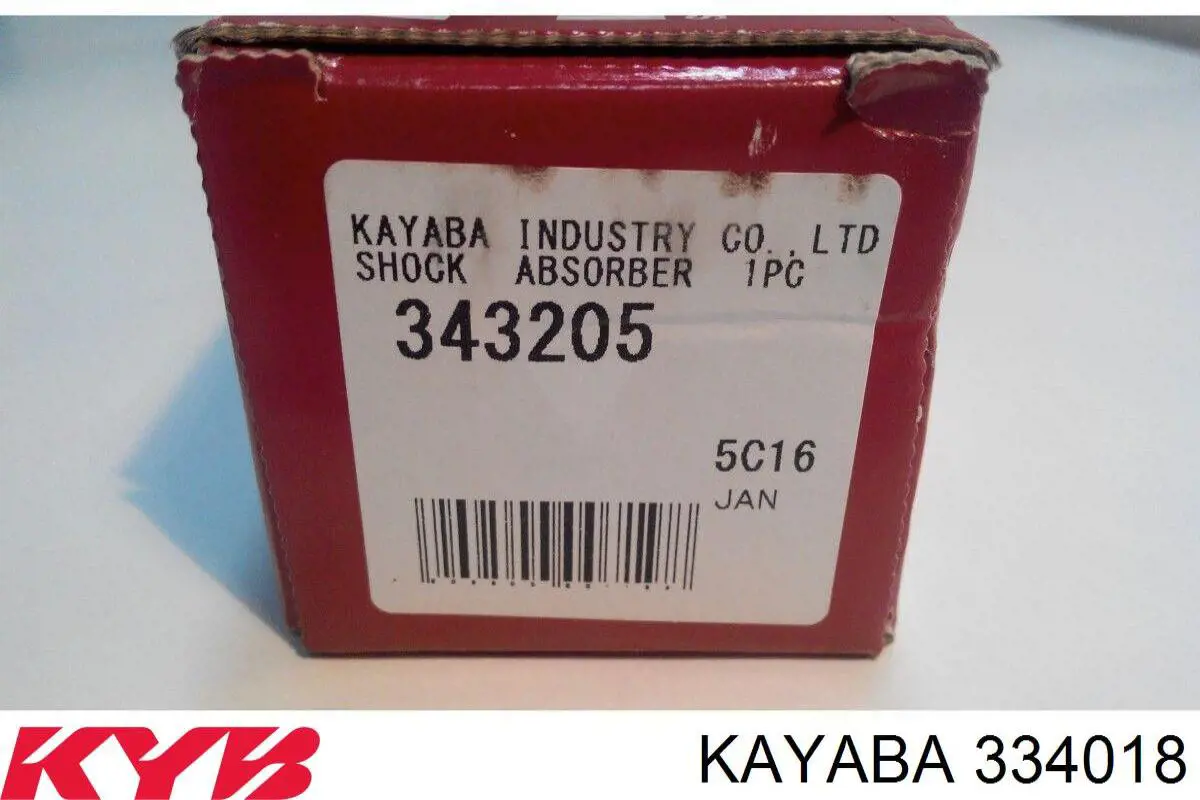 KAYABA INDUSTRY CO.,LTD
SHOCK ABSORBER 1PC
343205
5C16
JAN
KYB
KAYABA 334018